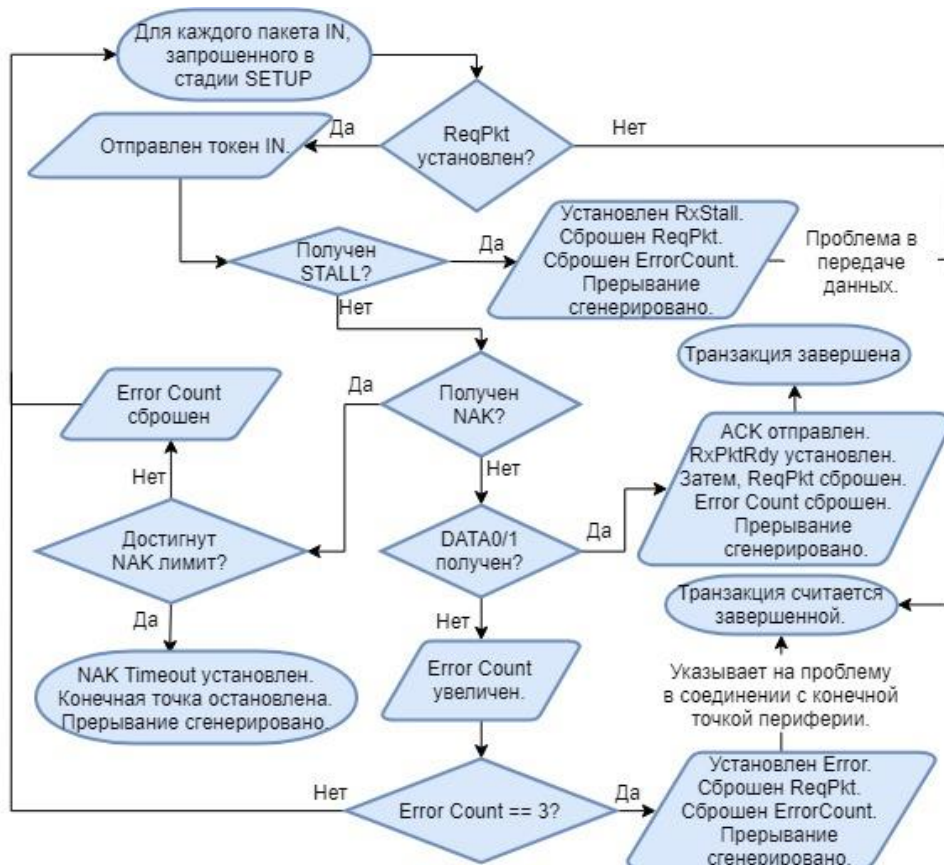 Для каждого пакета IN,
запрошенного в
стадии SETUP
ReqPkt
установлен?
Да
Нет
Отправлен токен IN.
Получен
STALL?
Да
Нет
Установлен RxStall.
Сброшен ReqPkt.
Сброшен ErrorCount.
Прерывание
сгенерировано.
Проблема в
передаче
данных.
Получен
NAK?
Да
Нет
Error Count
сброшен
Нет
Достигнут
NAK лимит?
Да
NAK Timeout установлен.
Конечная точка остановлена.
Прерывание сгенерировано.
DATA0/1
получен?
Да
Нет
Транзакция завершена
ACK отправлен.
RxPktRdy установлен.
Затем, ReqPkt сброшен.
Error Count сброшен.
Прерывание
сгенерировано.
Транзакция считается
завершенной.
Error Count
увеличен.
Указывает на проблему
в соединении с конечной
точкой периферии.
Error Count == 3?
Нет
Да
Установлен Error.
Сброшен ReqPkt.
Сброшен ErrorCount.
Прерывание
сгенерировано.